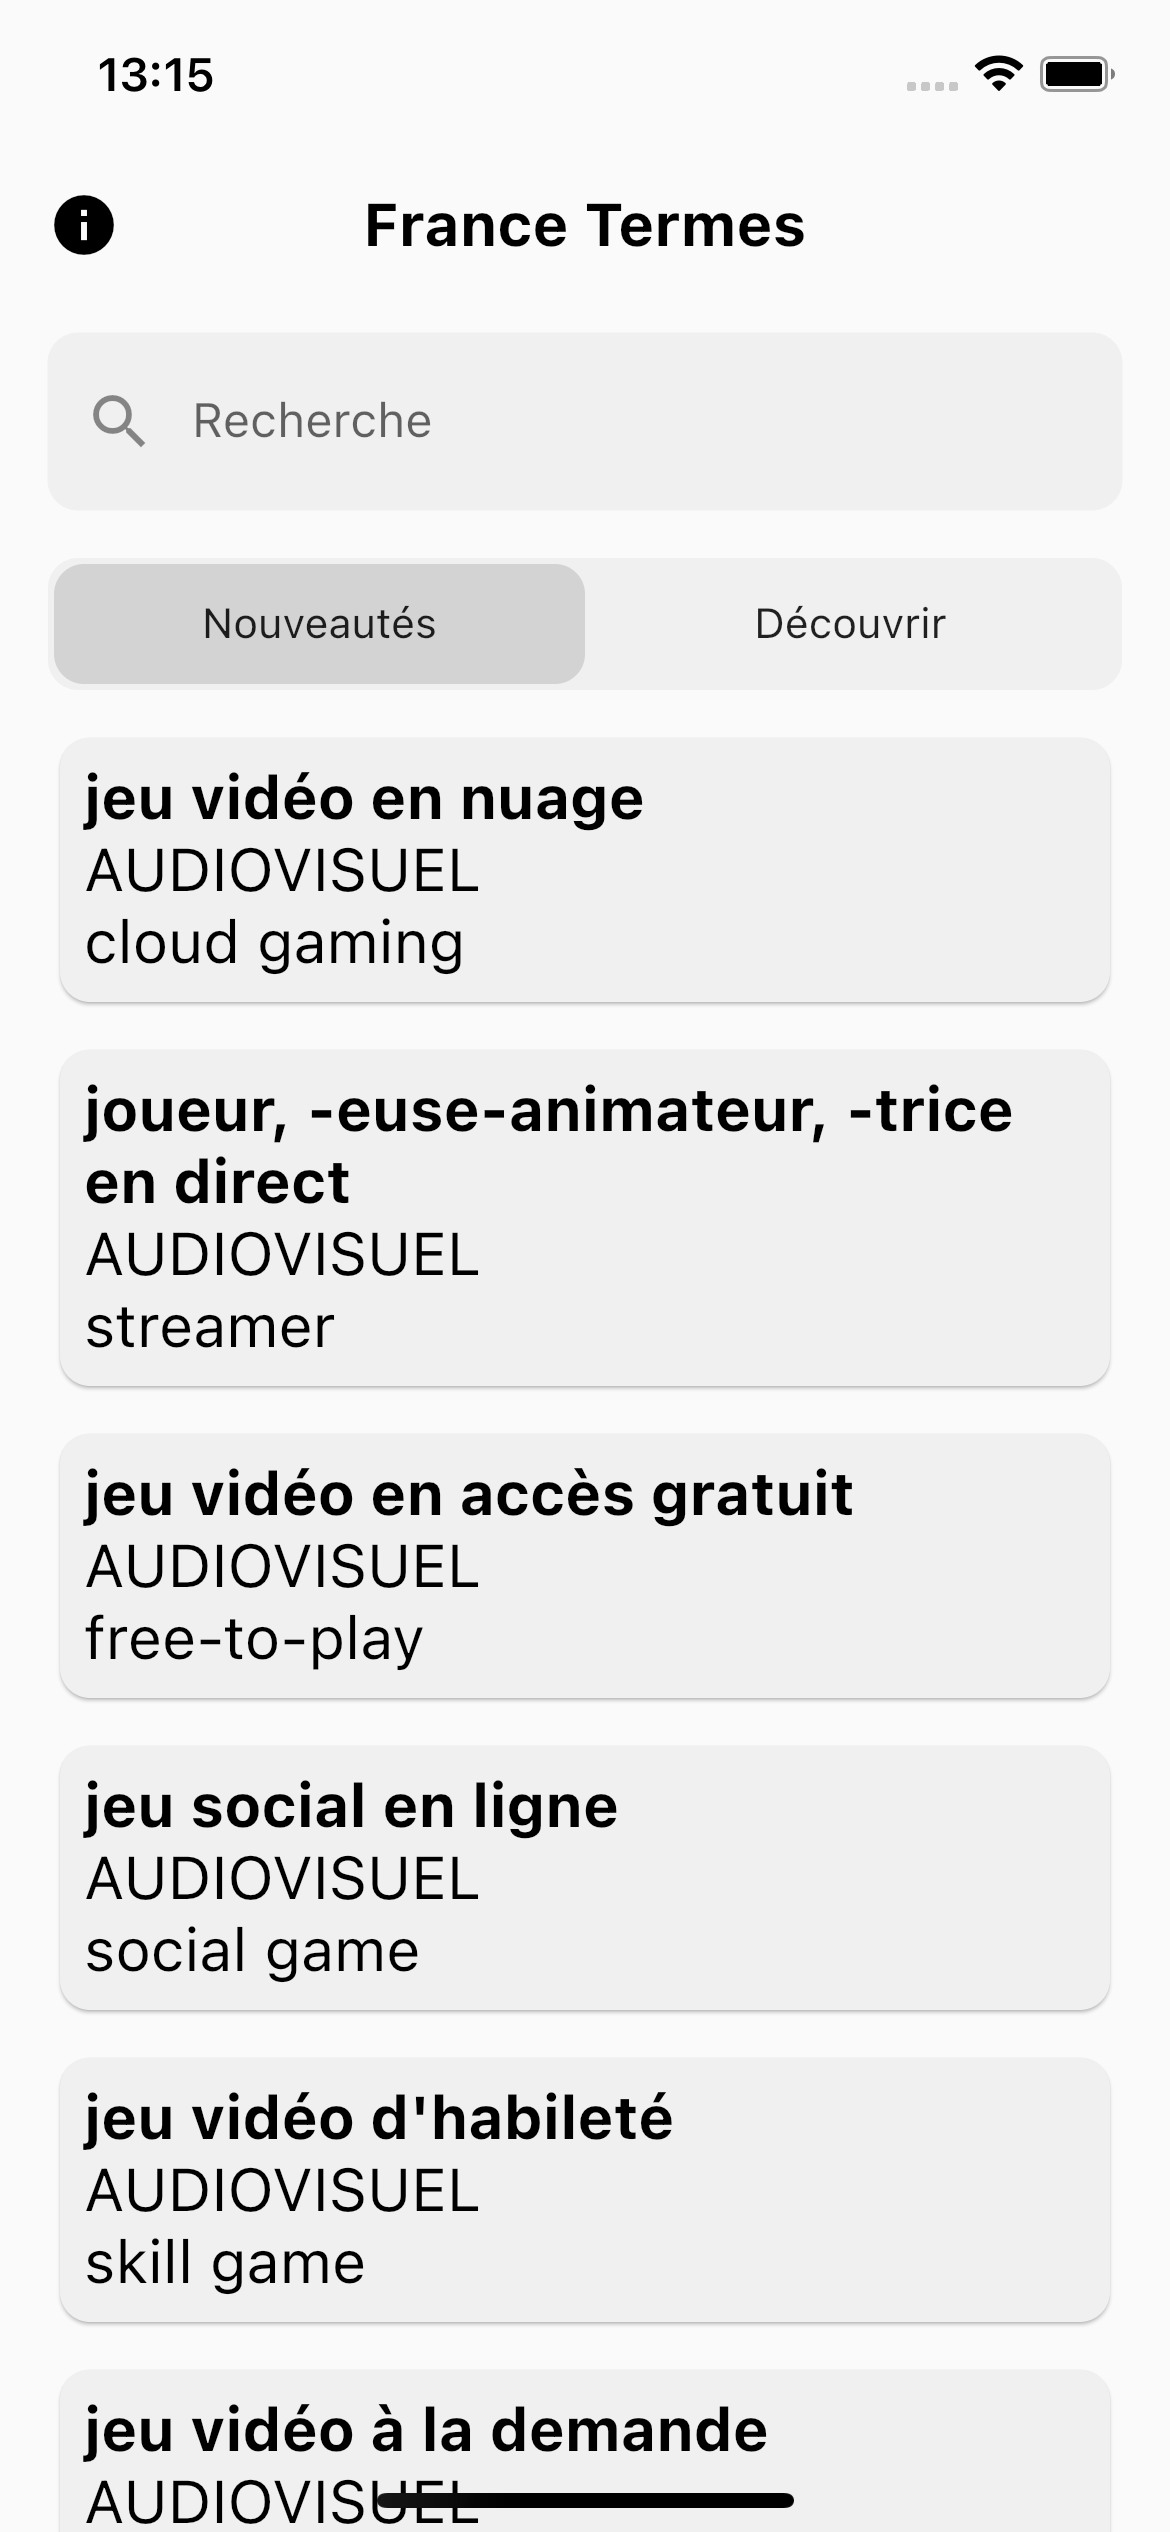 13:15
France Termes
Recherche
Nouveautés
Découvrir
jeu vidéo en nuage
AUDIOVISUEL
cloud gaming
joueur, -euse-animateur, -trice
en direct
AUDIOVISUEL
streamer
jeu vidéo en accès gratuit
AUDIOVISUEL
free-to-play
jeu social en ligne
AUDIOVISUEL
social game
jeu vidéo d'habileté
AUDIOVISUEL
skill game
jeu vidéo à la demande
AUDIOVISUEL